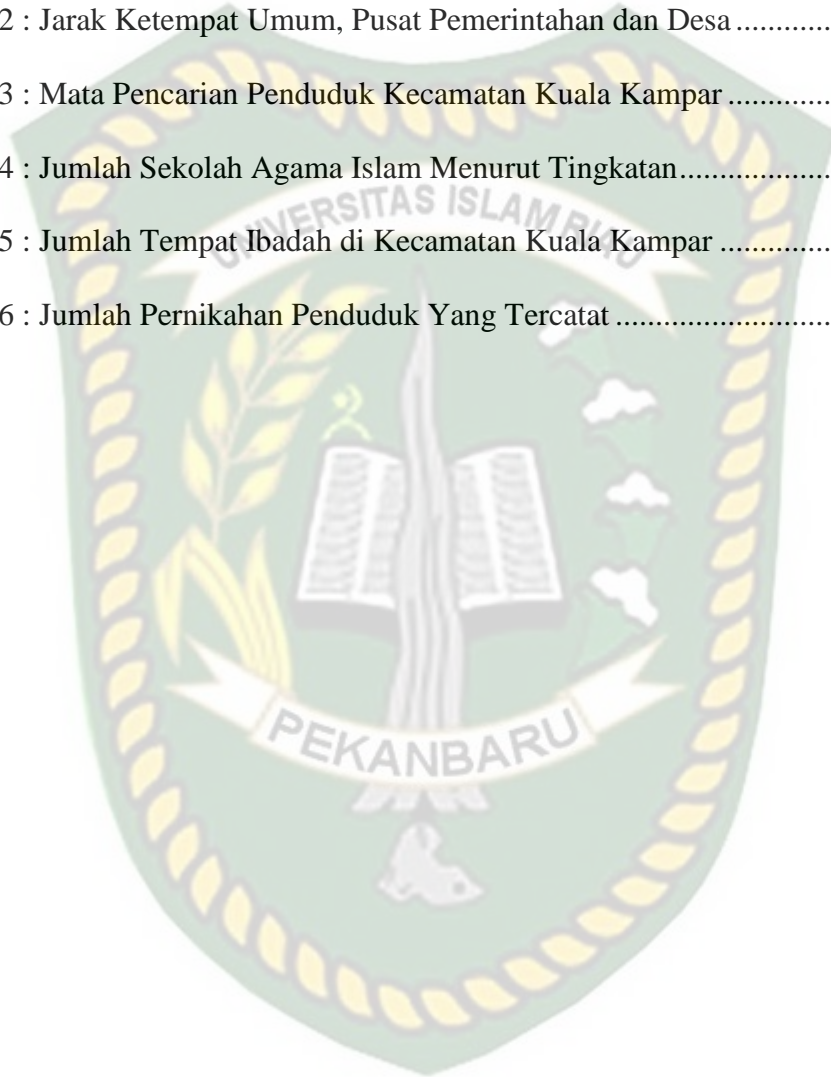 2 : Jarak Ketempat Umum, Pusat Pemerintahan dan Desa ............
3 : Mata Pencarian Penduduk Kecamatan Kuala Kampar .............
4 : Jumlah Sekolah Agama Islam Menurut Tingkatan...................
UNIVERSITAS ISLAM RIAU
5 : Jumlah Tempat Ibadah di Kecamatan Kuala Kampar ..............
6 : Jumlah Pernikahan Penduduk Yang Tercatat ...........................
PEKANBARU